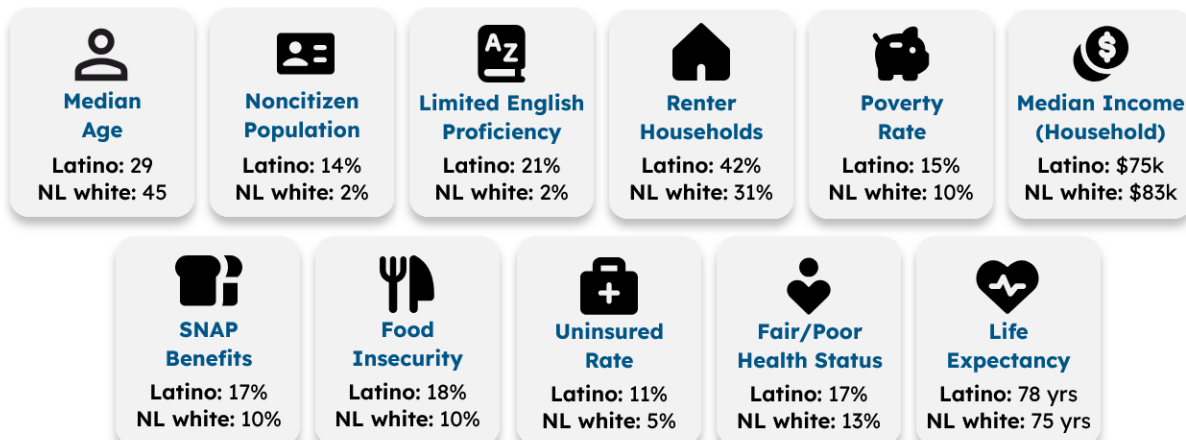 Median
Age
Latino: 29
NL white: 45
Noncitizen
Population
Latino: 14%
NL white: 2%
A Z
Limited English
Proficiency
Latino: 21%
NL white: 2%
Renter
Households
Latino: 42%
NL white: 31%
Poverty
Rate
Latino: 15%
NL white: 10%
$
Median Income
(Household)
Latino: $75k
NL white: $83k
SNAP
Benefits
Latino: 17%
NL white: 10%
Food
Insecurity
Latino: 18%
NL white: 10%
Uninsured
Rate
Latino: 11%
NL white: 5%
Fair/Poor
Health Status
Latino: 17%
NL white: 13%
Life
Expectancy
Latino: 78 yrs
NL white: 75 yrs